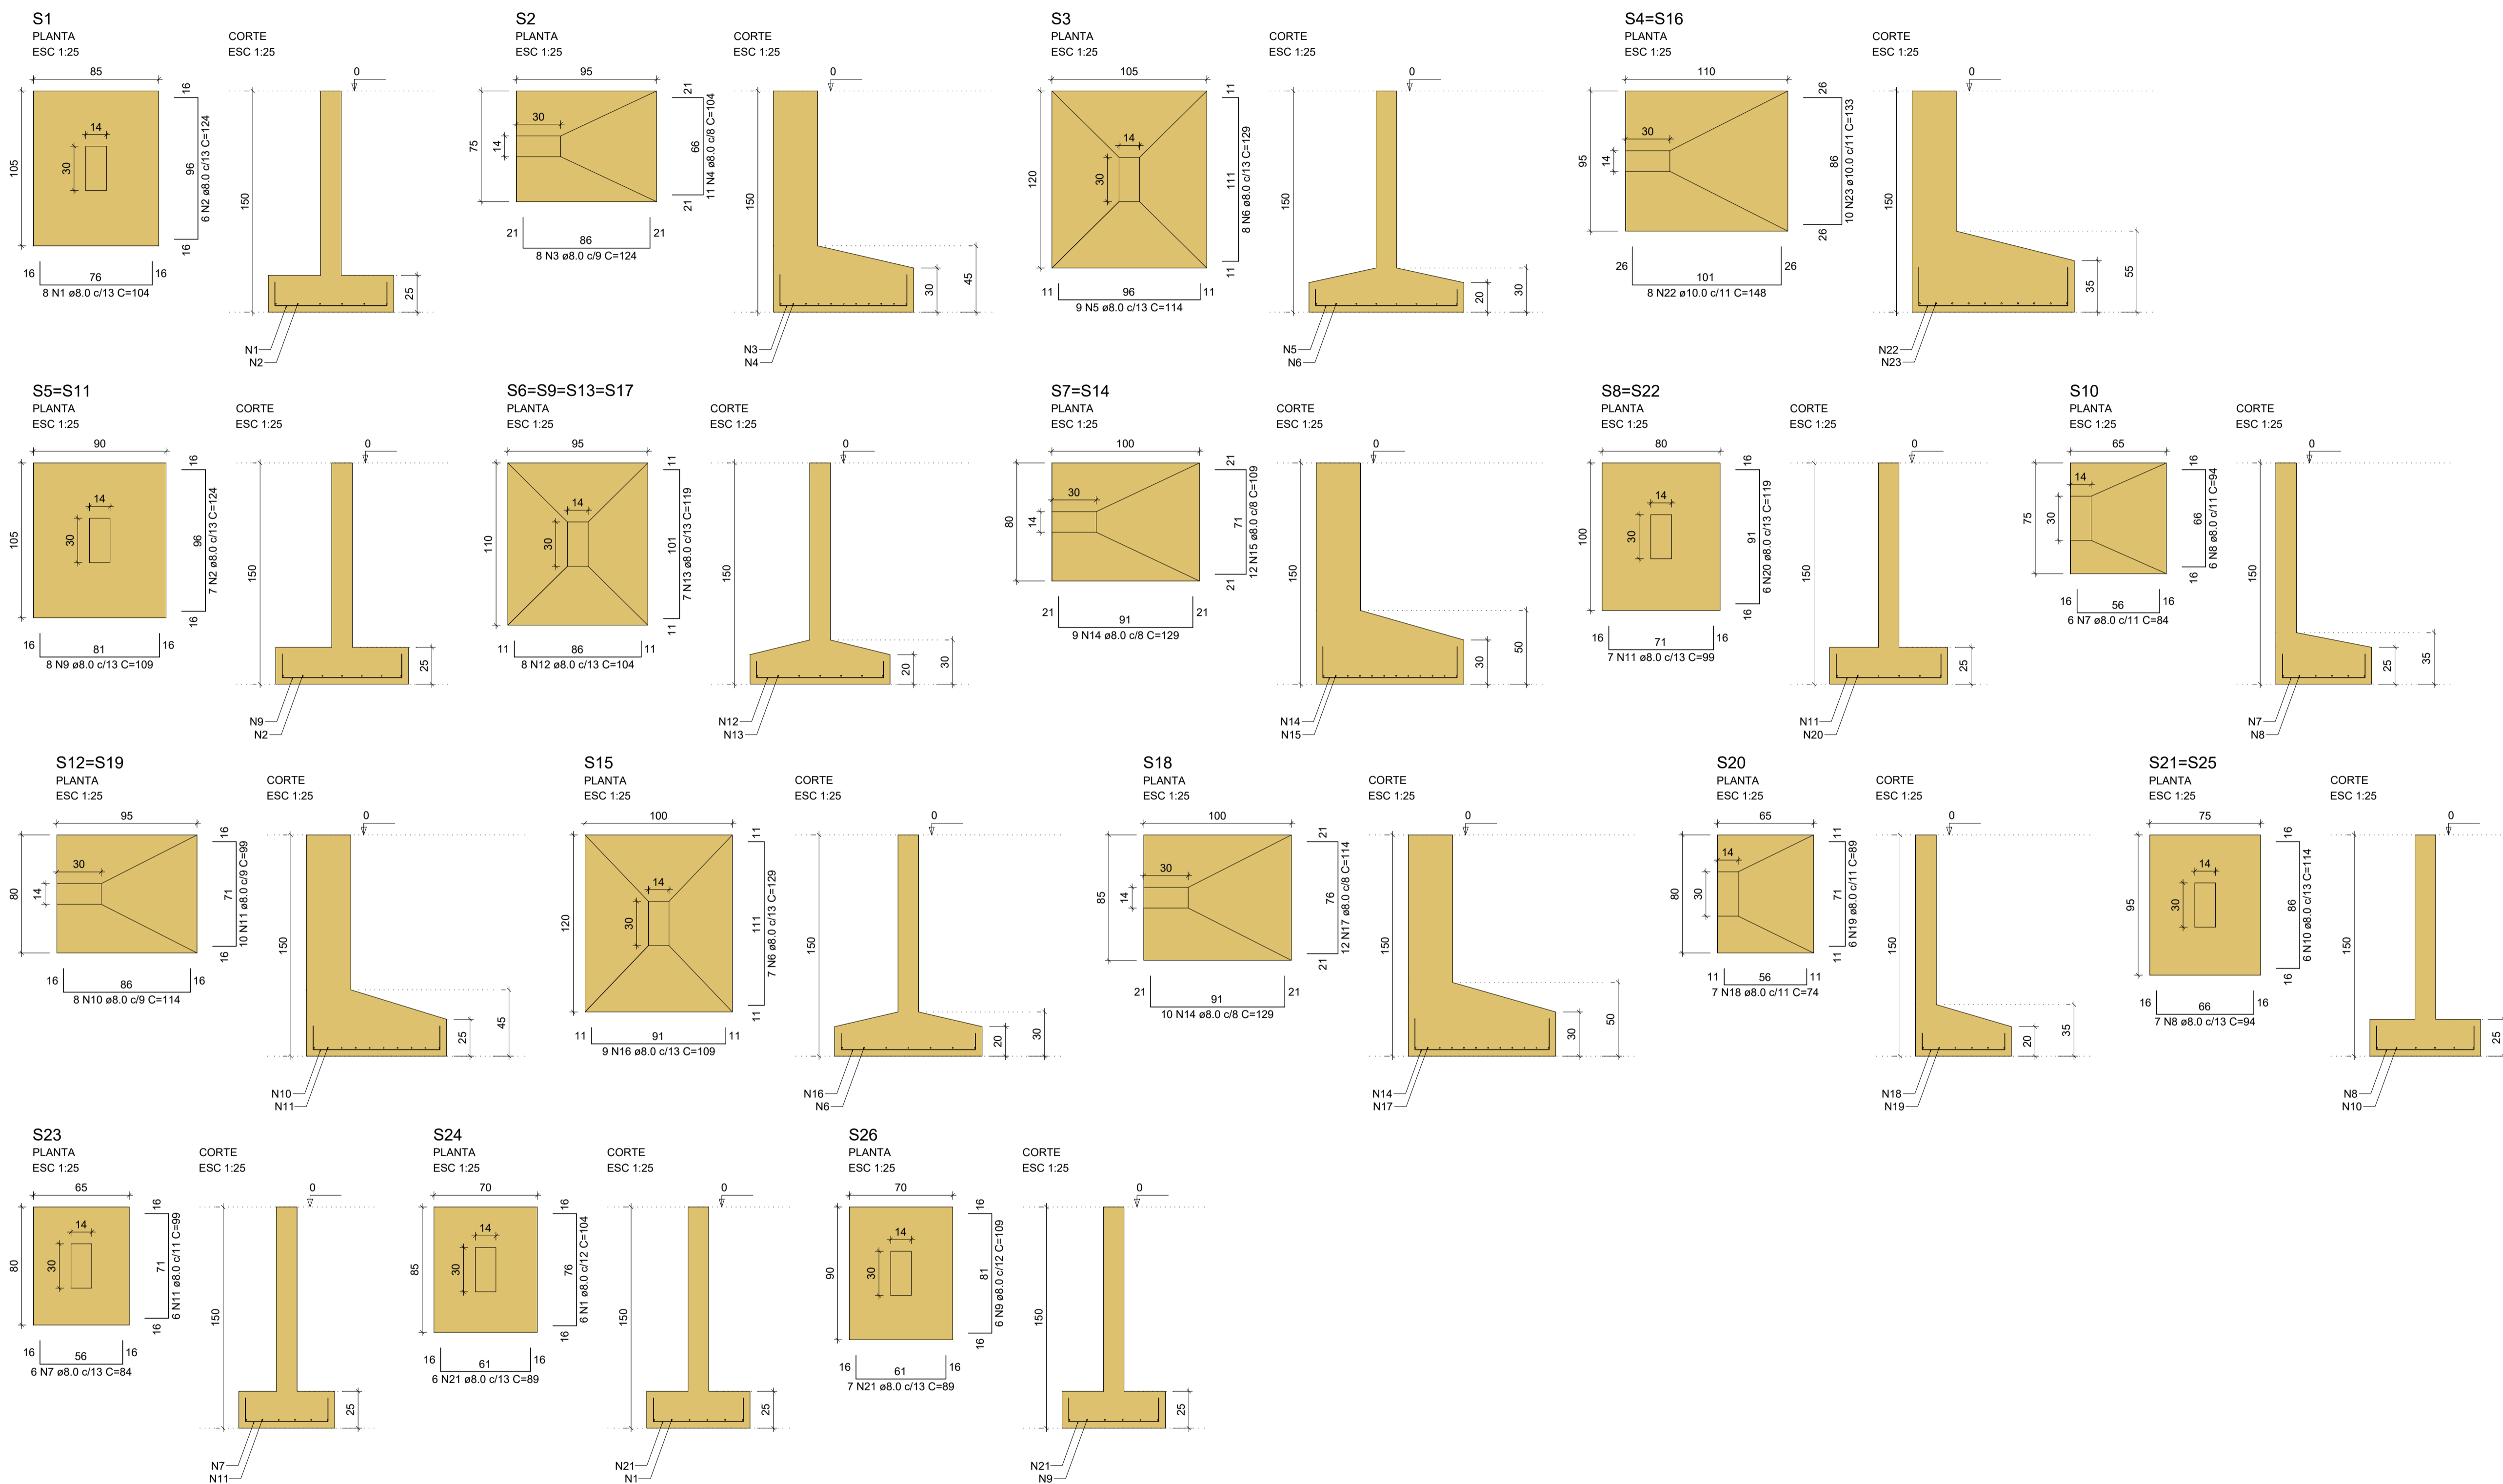 S1
PLANTA
ESC 1:25
CORTE
ESC 1:25
85
105
14
30
16
96
16
6 N2 ø8.0 c/13 C=124
16
76
16
8 N1 ø8.0 c/13 C=104
0
150
25
N1
N2
S2
PLANTA
ESC 1:25
CORTE
ESC 1:25
95
75
30
14
21
66
21
11 N4 ø8.0 c/8 C=104
21
86
21
8 N3 ø8.0 c/9 C=124
0
150
30
45
N3
N4
S3
PLANTA
ESC 1:25
CORTE
ESC 1:25
105
120
14
30
11
111
11
8 N6 ø8.0 c/13 C=129
11
96
11
9 N5 ø8.0 c/13 C=114
0
150
20
30
N5
N6
S4=S16
PLANTA
ESC 1:25
CORTE
ESC 1:25
110
95
30
14
26
86
26
10 N23 ø10.0 c/11 C=133
26
101
26
8 N22 ø10.0 c/11 C=148
0
150
35
55
N22
N23
S5=S11
PLANTA
ESC 1:25
CORTE
ESC 1:25
90
105
14
30
16
96
16
7 N2 ø8.0 c/13 C=124
16
81
16
8 N9 ø8.0 c/13 C=109
0
150
25
N9
N2
S6=S9=S13=S17
PLANTA
ESC 1:25
CORTE
ESC 1:25
95
110
14
30
11
101
11
7 N13 ø8.0 c/13 C=119
11
86
11
8 N12 ø8.0 c/13 C=104
0
150
20
30
N12
N13
S7=S14
PLANTA
ESC 1:25
CORTE
ESC 1:25
100
80
30
14
21
71
21
12 N15 ø8.0 c/8 C=109
21
91
21
9 N14 ø8.0 c/8 C=129
0
150
30
50
N14
N15
S8=S22
PLANTA
ESC 1:25
CORTE
ESC 1:25
80
100
14
30
16
91
16
6 N20 ø8.0 c/13 C=119
16
71
16
7 N11 ø8.0 c/13 C=99
0
150
25
N11
N20
S10
PLANTA
ESC 1:25
CORTE
ESC 1:25
65
75
14
30
16
66
16
6 N8 ø8.0 c/11 C=94
16
56
16
6 N7 ø8.0 c/11 C=84
0
150
25
35
N7
N8
S12=S19
PLANTA
ESC 1:25
CORTE
ESC 1:25
95
80
30
14
16
71
16
10 N11 ø8.0 c/9 C=99
16
86
16
8 N10 ø8.0 c/9 C=114
0
150
25
45
N10
N11
S15
PLANTA
ESC 1:25
CORTE
ESC 1:25
100
120
14
30
11
111
11
7 N6 ø8.0 c/13 C=129
11
91
11
9 N16 ø8.0 c/13 C=109
0
150
20
30
N16
N6
S18
PLANTA
ESC 1:25
CORTE
ESC 1:25
100
85
30
14
21
76
21
12 N17 ø8.0 c/8 C=114
21
91
21
10 N14 ø8.0 c/8 C=129
0
150
30
50
N14
N17
S20
PLANTA
ESC 1:25
CORTE
ESC 1:25
65
80
14
30
11
71
11
6 N19 ø8.0 c/11 C=89
11
56
11
7 N18 ø8.0 c/11 C=74
0
150
20
35
N18
N19
S21=S25
PLANTA
ESC 1:25
CORTE
ESC 1:25
75
95
14
30
16
86
16
6 N10 ø8.0 c/13 C=114
16
66
16
7 N8 ø8.0 c/13 C=94
0
150
25
N8
N10
S23
PLANTA
ESC 1:25
CORTE
ESC 1:25
65
80
14
30
16
71
16
6 N11 ø8.0 c/11 C=99
16
56
16
6 N7 ø8.0 c/13 C=84
0
150
25
N7
N11
S24
PLANTA
ESC 1:25
CORTE
ESC 1:25
70
85
14
30
16
76
16
6 N1 ø8.0 c/12 C=104
16
61
16
6 N21 ø8.0 c/13 C=89
0
150
25
N21
N1
S26
PLANTA
ESC 1:25
CORTE
ESC 1:25
70
90
14
30
16
81
16
6 N9 ø8.0 c/12 C=109
16
61
16
7 N21 ø8.0 c/13 C=89
0
150
25
N21
N9